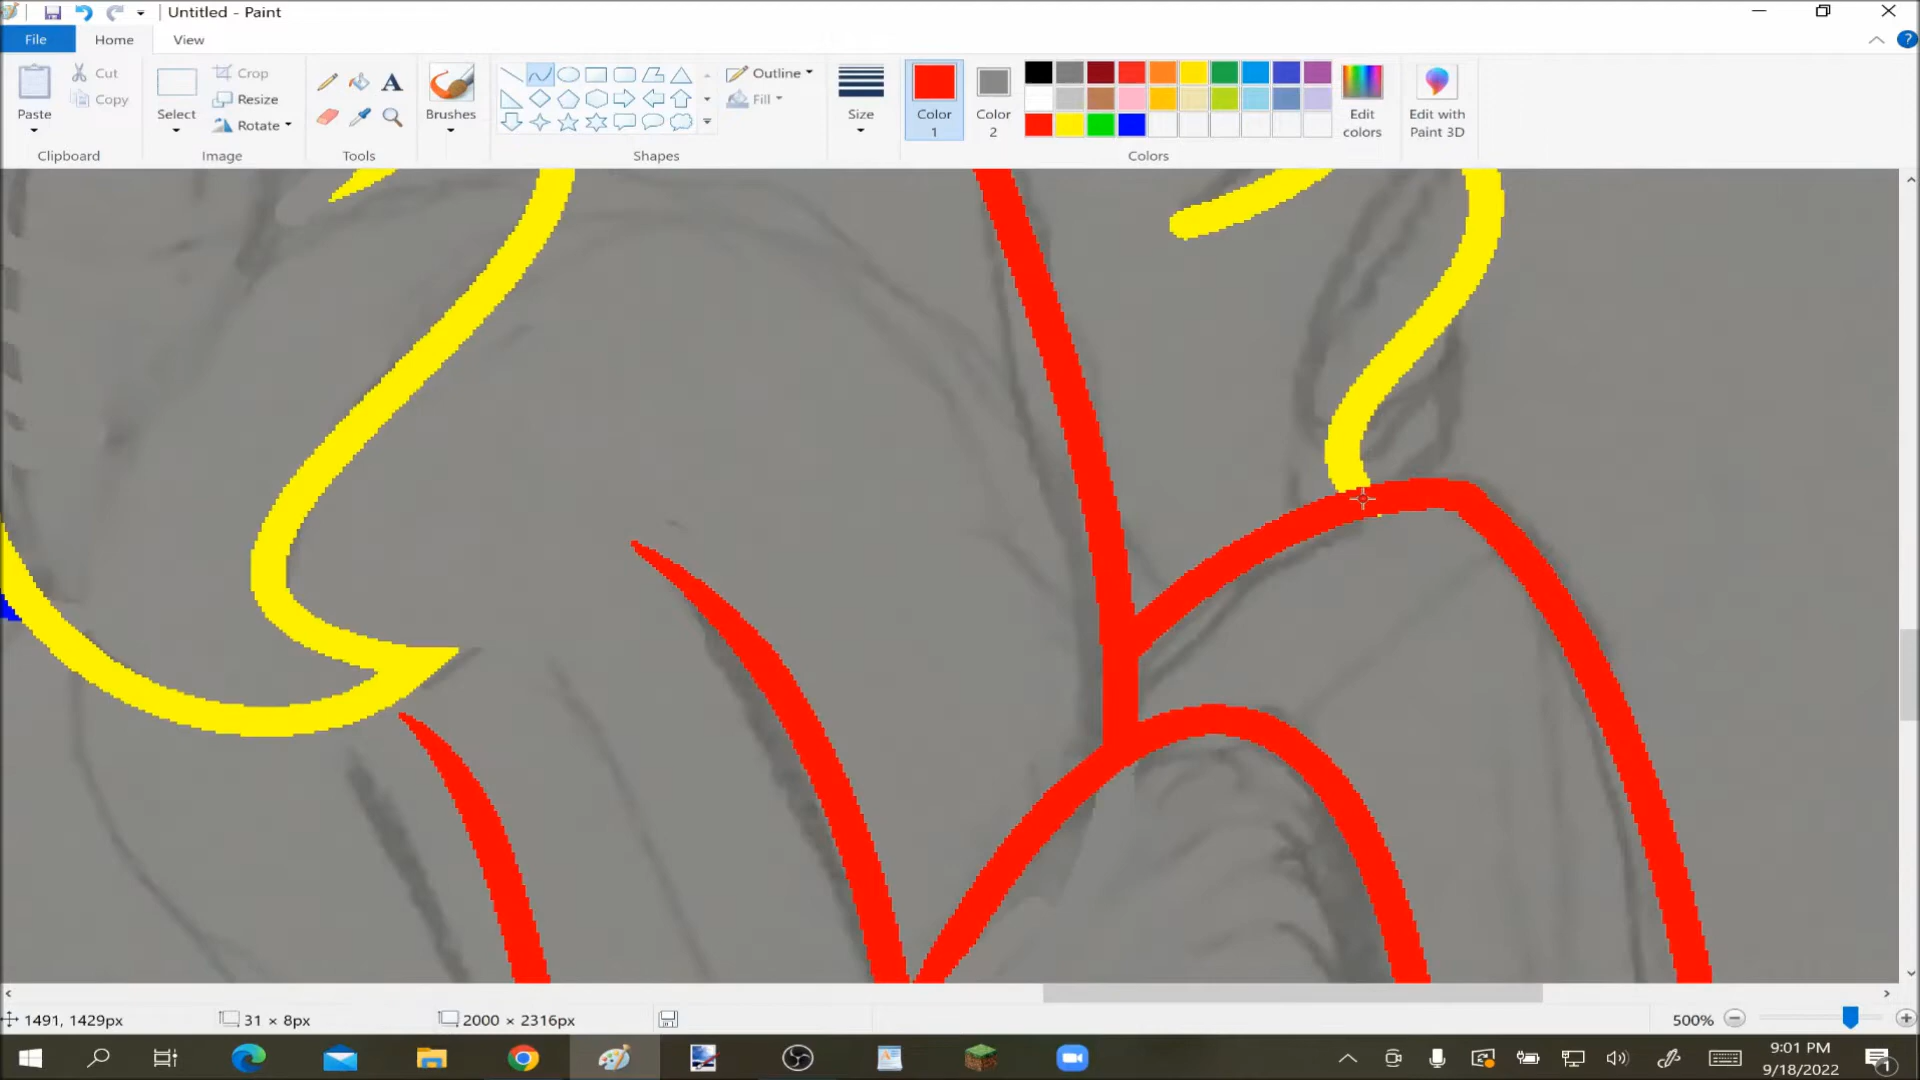 Untitled - Paint
File Home View
Paste
Cut
Copy
Clipboard
Select
Crop
Resize
Rotate
Image
Tools
Brushes
Shapes
Outline
Fill
Size
Color 1
Color 2
Edit colors
Colors
Edit with Paint 3D
1491, 1429px
31 × 8px
2000 × 2316px
500%
9:01 PM
9/18/2022
1